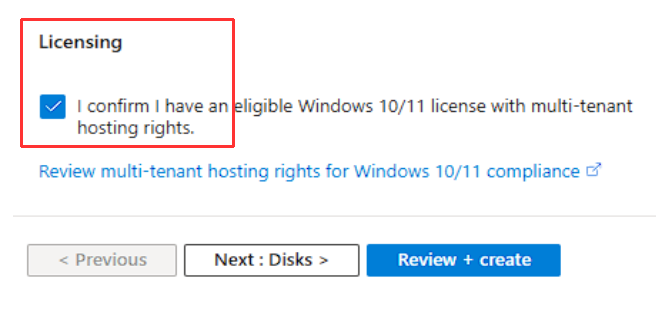 Licensing
I confirm I have an eligible Windows 10/11 license with multi-tenant
hosting rights.
Review multi-tenant hosting rights for Windows 10/11 compliance
< Previous
Next : Disks >
Review + create